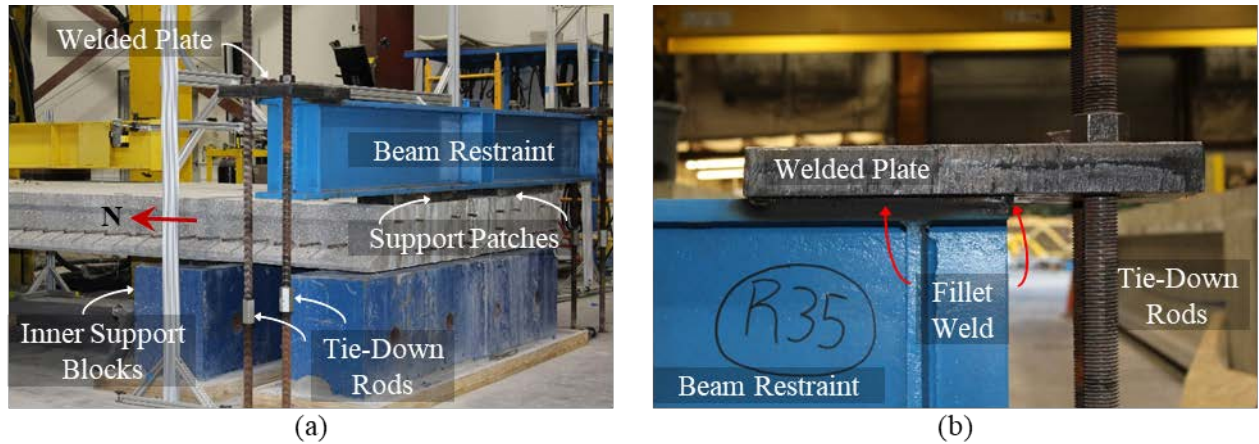 Welded Plate
Beam Restraint
N
Support Patches
Inner Support
Blocks
Tie-Down
Rods
(a)
Welded Plate
Tie-Down
Rods
Fillet
Weld
R35
Beam Restraint
(b)